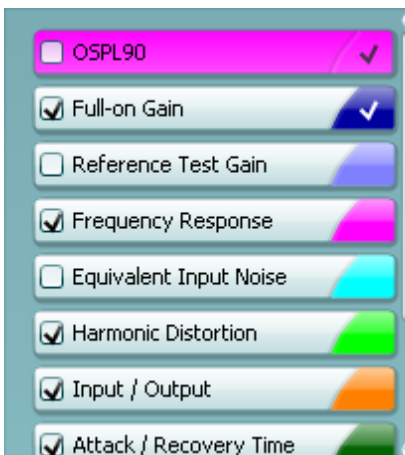 OSPL90
Full-on Gain
Reference Test Gain
Frequency Response
Equivalent Input Noise
Harmonic Distortion
Input / Output
Attack / Recovery Time